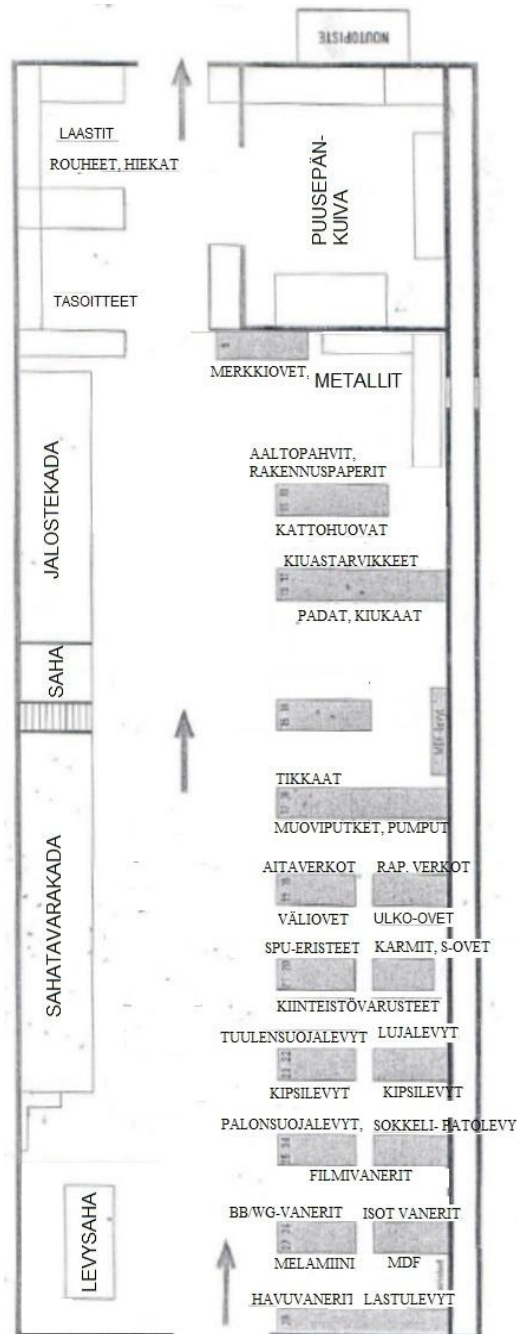 NOUTOPISTE
LAASTIT
ROUHEET, HIEKAT
PUUSEPÄN-
KUIVA
TASOITTEET
MERKKIOVET,
METALLIT
AALTOPAHVIT,
RAKENNUSPAPERIT
KATTOHUOVAT
JALOSTEKADA
KIUASTARVIKKEET
PADAT, KIUKAAT
SAHA
TIKKAAT
MUOVIPUTKET, PUMPUT
SAHATAVARAKADA
AITAVERKOT RAP. VERKOT
VÄLIOVET ULKO-OVET
SPU-ERISTEET KARMIT, S-OVET
KIINTEISTÖVARUSTEET
TUULENSUOJALEVYT LUJALEVYT
KIPSILEVYT KIPSILEVYT
PALONSUOJALEVYT, SOKKELI- PATOLEVY
FILMIVANERIT
LEVYSAHA
BB/WG-VANERIT ISOT VANERIT
MELAMIINI MDF
HAVUVANERIT LASTULEVYT